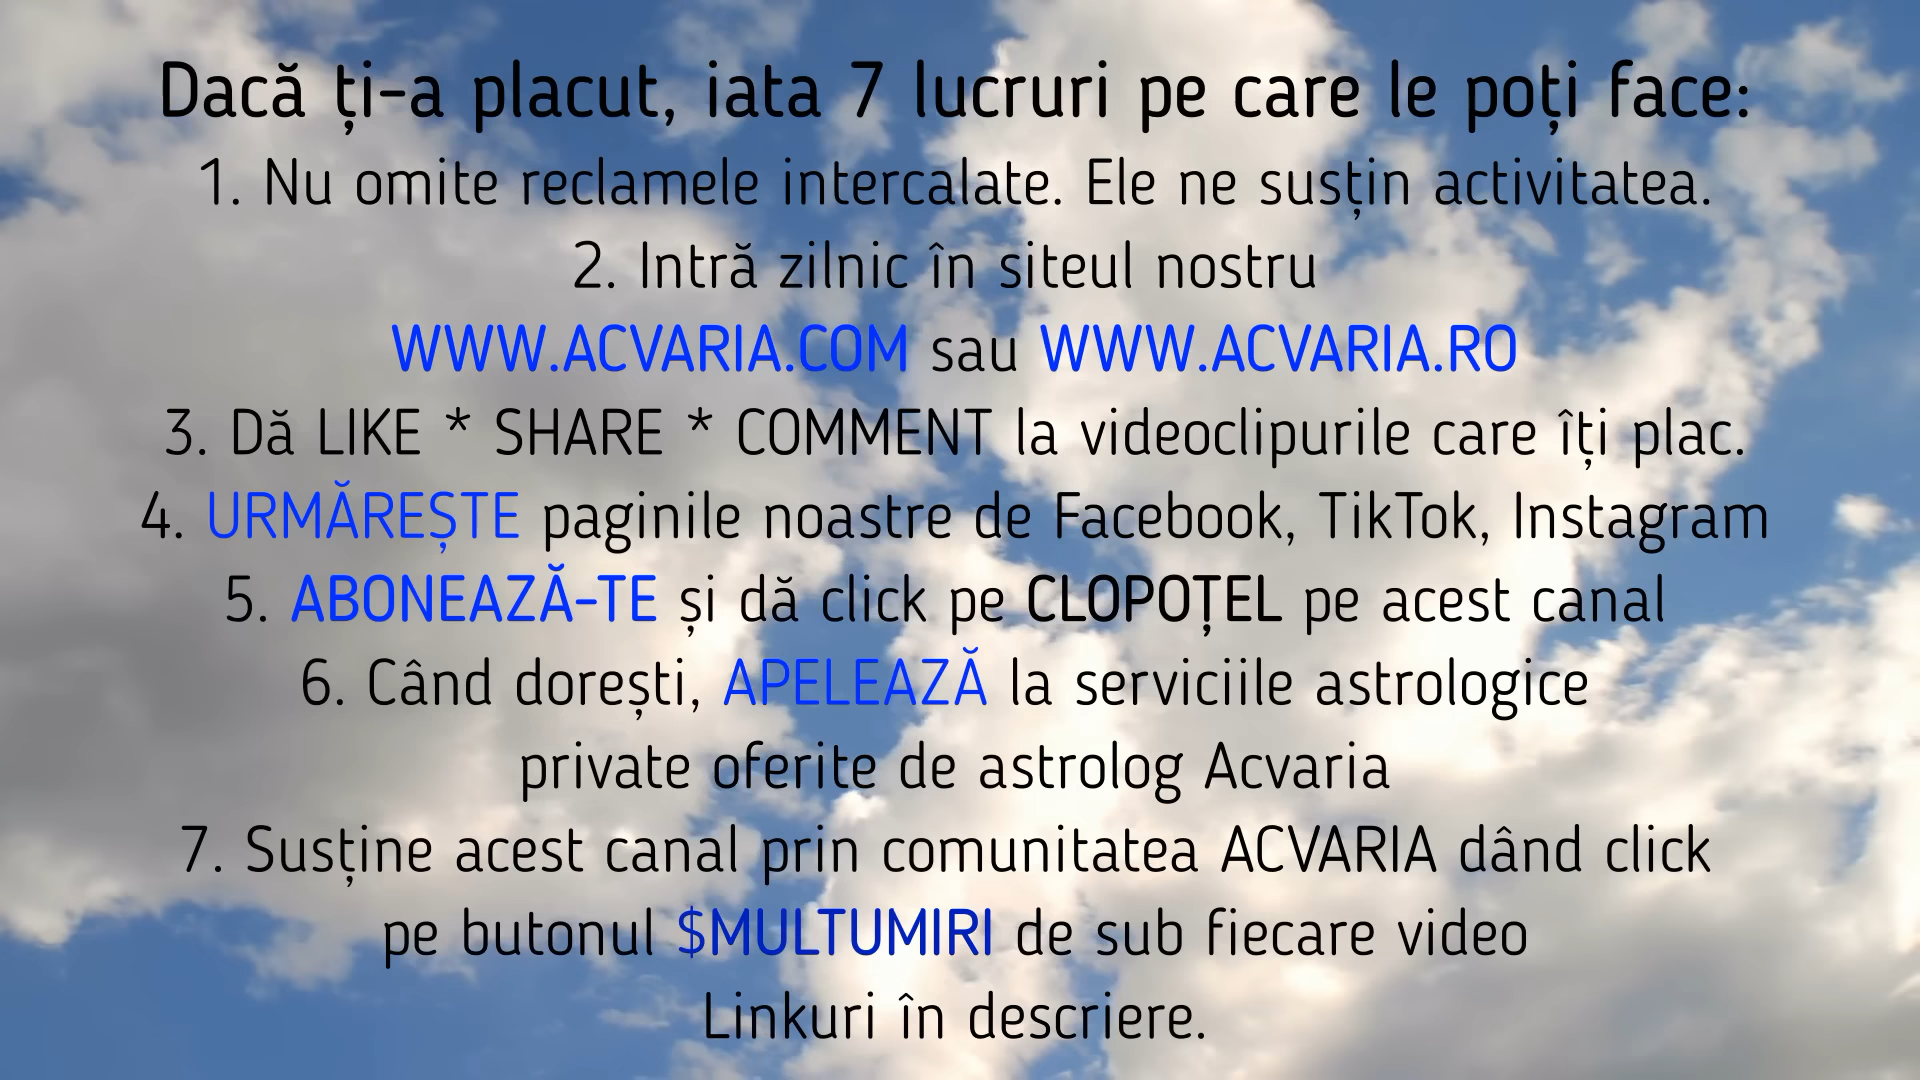 Dacă ți-a placut, iata 7 lucruri pe care le poți face:
1. Nu omite reclamele intercalate. Ele ne susțin activitatea.
2. Intră zilnic în siteul nostru
WWW.ACVARIA.COM sau WWW.ACVARIA.RO
3. Dă LIKE * SHARE * COMMENT la videoclipurile care îți plac.
4. URMĂREȘTE paginile noastre de Facebook, TikTok, Instagram
5. ABONEAZĂ-TE și dă click pe CLOPOȚEL pe acest canal
6. Când dorești, APELEAZĂ la serviciile astrologice
private oferite de astrolog Acvaria
7. Susține acest canal prin comunitatea ACVARIA dând click
pe butonul $MULTUMIRI de sub fiecare video
Linkuri în descriere.